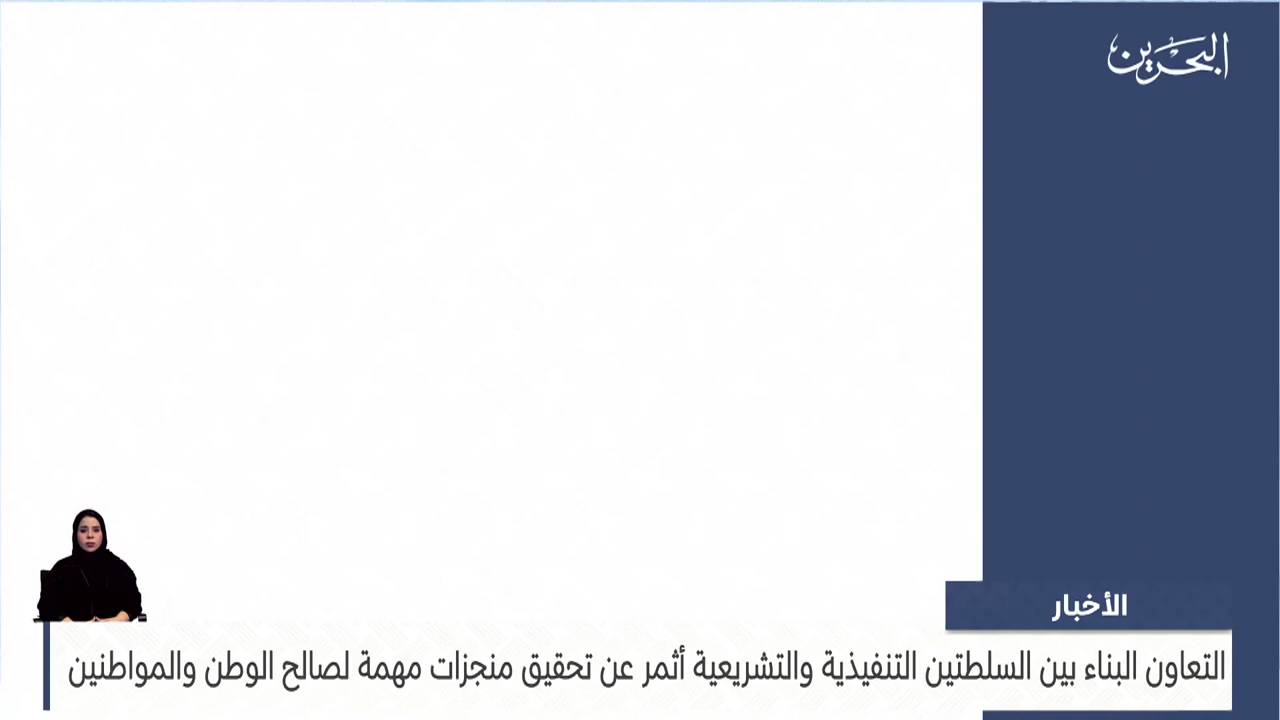 البحرين
الأخبار
التعاون البناء بين السلطتين التنفيذية والتشريعية أثمر عن تحقيق منجزات مهمة لصالح الوطن والمواطنين